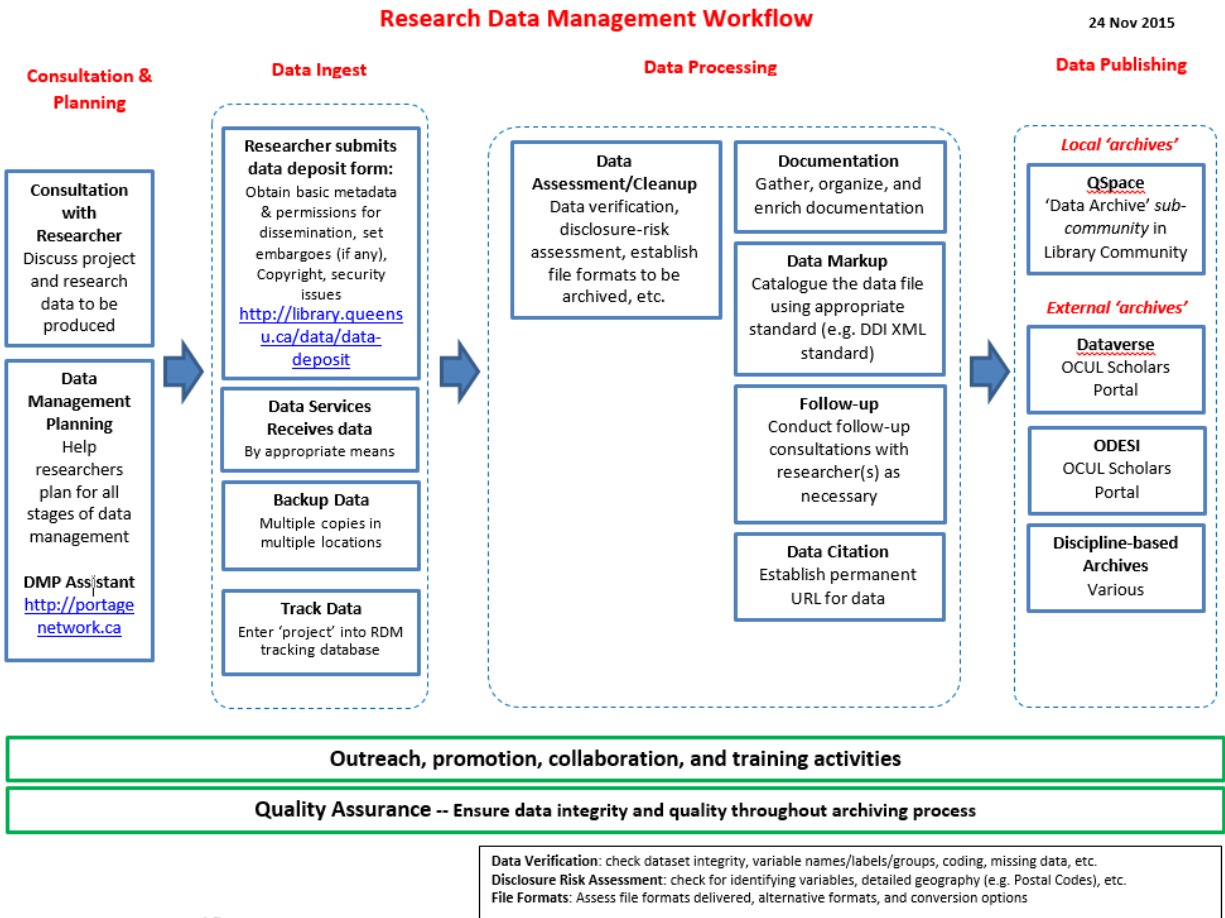 Research Data Management Workflow
24 Nov 2015
Consultation &
Planning
Consultation
with
Researcher
Discuss project
and research
data to be
produced
Data
Management
Planning
Help
researchers
plan for all
stages of data
management
DMP Assistant
http://portage
network.ca
Data Ingest
Researcher submits
data deposit form:
Obtain basic metadata
& permissions for
dissemination, set
embargoes (if any),
Copyright, security
issues
http://library.queens
u.ca/data/data-
deposit
Data Services
Receives data
By appropriate means
Backup Data
Multiple copies in
multiple locations
Track Data
Enter ‘project’ into RDM
tracking database
Data Processing
Data
Assessment/Cleanup
Data verification,
disclosure-risk
assessment, establish
file formats to be
archived, etc.
Documentation
Gather, organize, and
enrich documentation
Data Markup
Catalogue the data file
using appropriate
standard (e.g. DDI XML
standard)
Follow-up
Conduct follow-up
consultations with
researcher(s) as
necessary
Data Citation
Establish permanent
URL for data
Data Publishing
Local ‘archives’
QSpace
‘Data Archive’ sub-
community in
Library Community
External ‘archives’
Dataverse
OCUL Scholars
Portal
ODESI
OCUL Scholars
Portal
Discipline-based
Archives
Various
Outreach, promotion, collaboration, and training activities
Quality Assurance -- Ensure data integrity and quality throughout archiving process
Data Verification: check dataset integrity, variable names/labels/groups, coding, missing data, etc.
Disclosure Risk Assessment: check for identifying variables, detailed geography (e.g. Postal Codes), etc.
File Formats: Assess file formats delivered, alternative formats, and conversion options